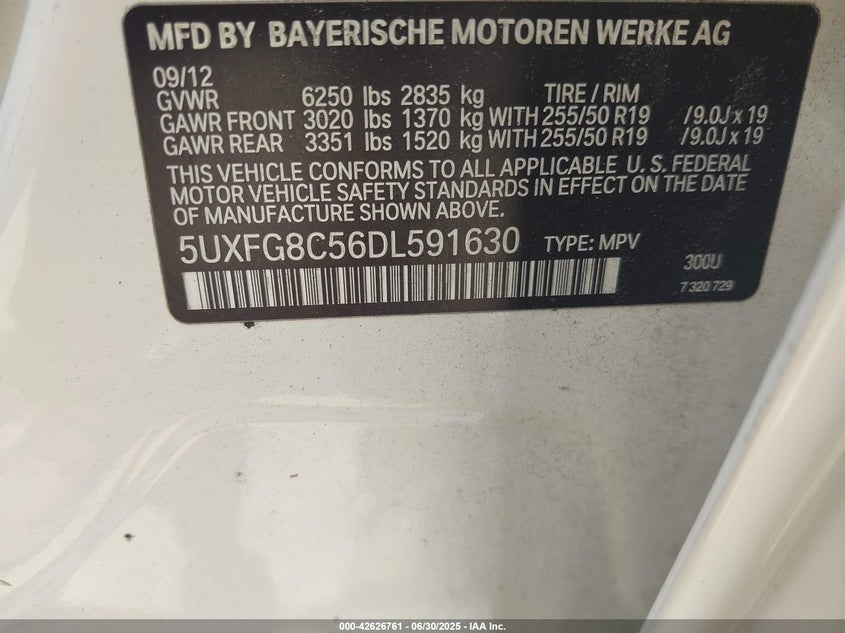 MFD BY BAYERISCHE MOTOREN WERKE AG
09/12
GVWR 6250 lbs 2835 kg TIRE / RIM
GAWR FRONT 3020 lbs 1370 kg WITH 255/50 R19 /9.0J x 19
GAWR REAR 3351 lbs 1520 kg WITH 255/50 R19 /9.0J x 19
THIS VEHICLE CONFORMS TO ALL APPLICABLE U. S. FEDERAL
MOTOR VEHICLE SAFETY STANDARDS IN EFFECT ON THE DATE
OF MANUFACTURE SHOWN ABOVE.
5UXFG8C56DL591630 TYPE: MPV 300U
7 320 729
000-42626761 - 06/30/2025 - IAA Inc.